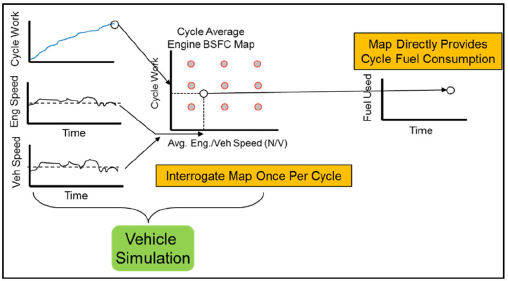 Cycle Work
Eng Speed
Time
Veh Speed
Time
Cycle Average
Engine BSFC Map
Cycle Work
Avg. Eng./Veh Speed (N/V)
Map Directly Provides
Cycle Fuel Consumption
Fuel Used
Time
Interrogate Map Once Per Cycle
Vehicle
Simulation